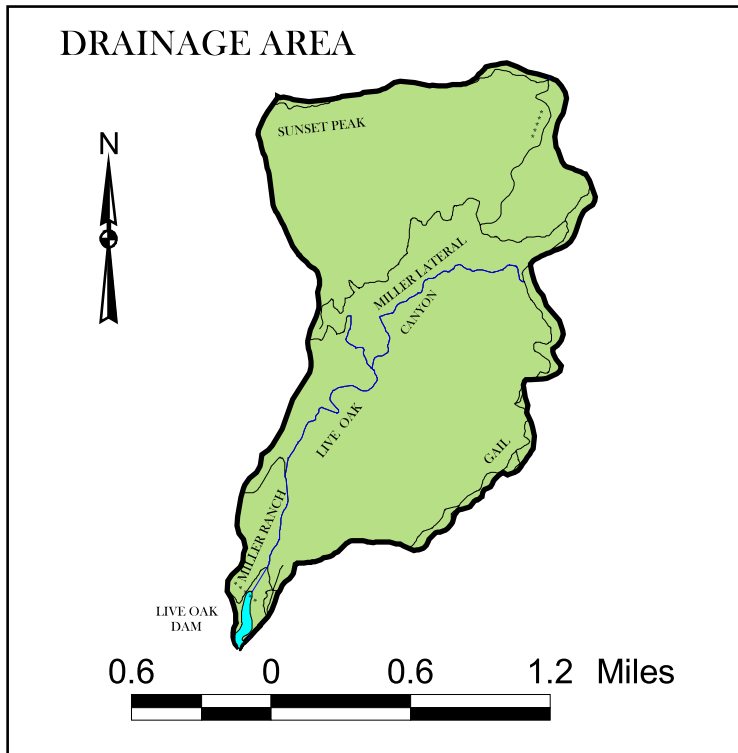 DRAINAGE AREA
SUNSET PEAK
N
MILLER LATERAL
CANYON
LIVE OAK
GAIL
MILLER RANCH
LIVE OAK
DAM
0.6 0 0.6 1.2 Miles